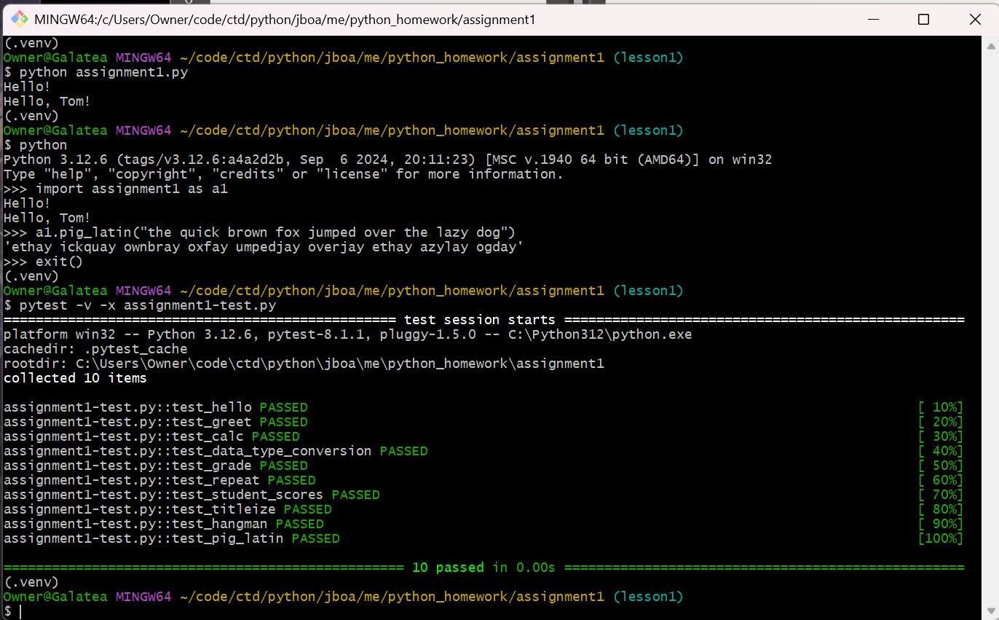 MINGW64:/c/Users/Owner/code/ctd/python/jboa/me/python_homework/assignment1
(.venv)
Owner@Galatea MINGW64 ~/code/ctd/python/jboa/me/python_homework/assignment1 (lesson1)
$ python assignment1.py
Hello!
Hello, Tom!
(.venv)
Owner@Galatea MINGW64 ~/code/ctd/python/jboa/me/python_homework/assignment1 (lesson1)
$ python
Python 3.12.6 (tags/v3.12.6:a4a2d2b, Sep  6 2024, 20:11:23) [MSC v.1940 64 bit (AMD64)] on win32
Type "help", "copyright", "credits" or "license" for more information.
>>> import assignment1 as a1
Hello!
Hello, Tom!
>>> a1.pig_latin("the quick brown fox jumped over the lazy dog")
'ethay ickquay ownbray oxfay umpedjay overjay ethay azylay ogday'
>>> exit()
(.venv)
Owner@Galatea MINGW64 ~/code/ctd/python/jboa/me/python_homework/assignment1 (lesson1)
$ pytest -v -x assignment1-test.py
================================================= test session starts ==================================================
platform win32 -- Python 3.12.6, pytest-8.1.1, pluggy-1.5.0 -- C:\Python312\python.exe
cachedir: .pytest_cache
rootdir: C:\Users\Owner\code\ctd\python\jboa\me\python_homework\assignment1
collected 10 items
assignment1-test.py::test_hello PASSED [ 10%]
assignment1-test.py::test_greet PASSED [ 20%]
assignment1-test.py::test_calc PASSED [ 30%]
assignment1-test.py::test_data_type_conversion PASSED [ 40%]
assignment1-test.py::test_grade PASSED [ 50%]
assignment1-test.py::test_repeat PASSED [ 60%]
assignment1-test.py::test_student_scores PASSED [ 70%]
assignment1-test.py::test_titleize PASSED [ 80%]
assignment1-test.py::test_hangman PASSED [ 90%]
assignment1-test.py::test_pig_latin PASSED [100%]
================================================== 10 passed in 0.00s ==================================================
(.venv)
Owner@Galatea MINGW64 ~/code/ctd/python/jboa/me/python_homework/assignment1 (lesson1)
$